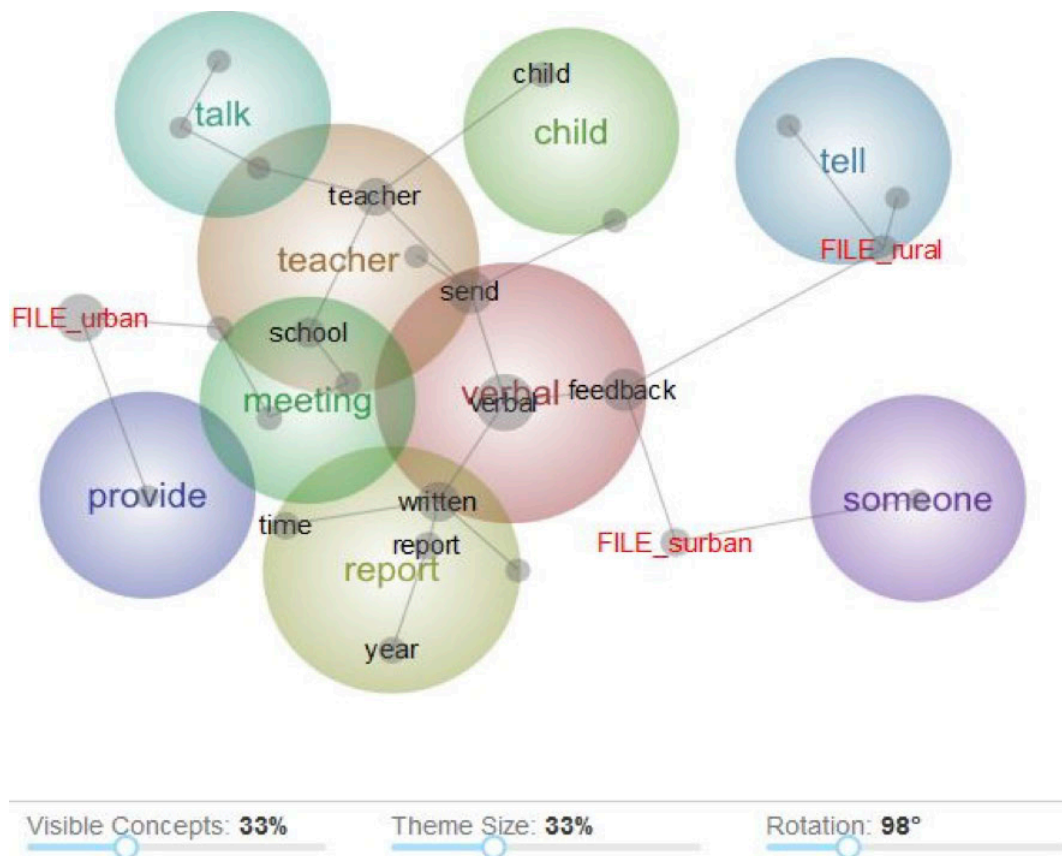 child
talk
child
tell
teacher
FILE_rural
teacher
send
FILE_urban
school
verbal
feedback
meeting
verbal
provide
written
someone
time
report
FILE_surban
report
year
Visible Concepts: 33% Theme Size: 33% Rotation: 98°